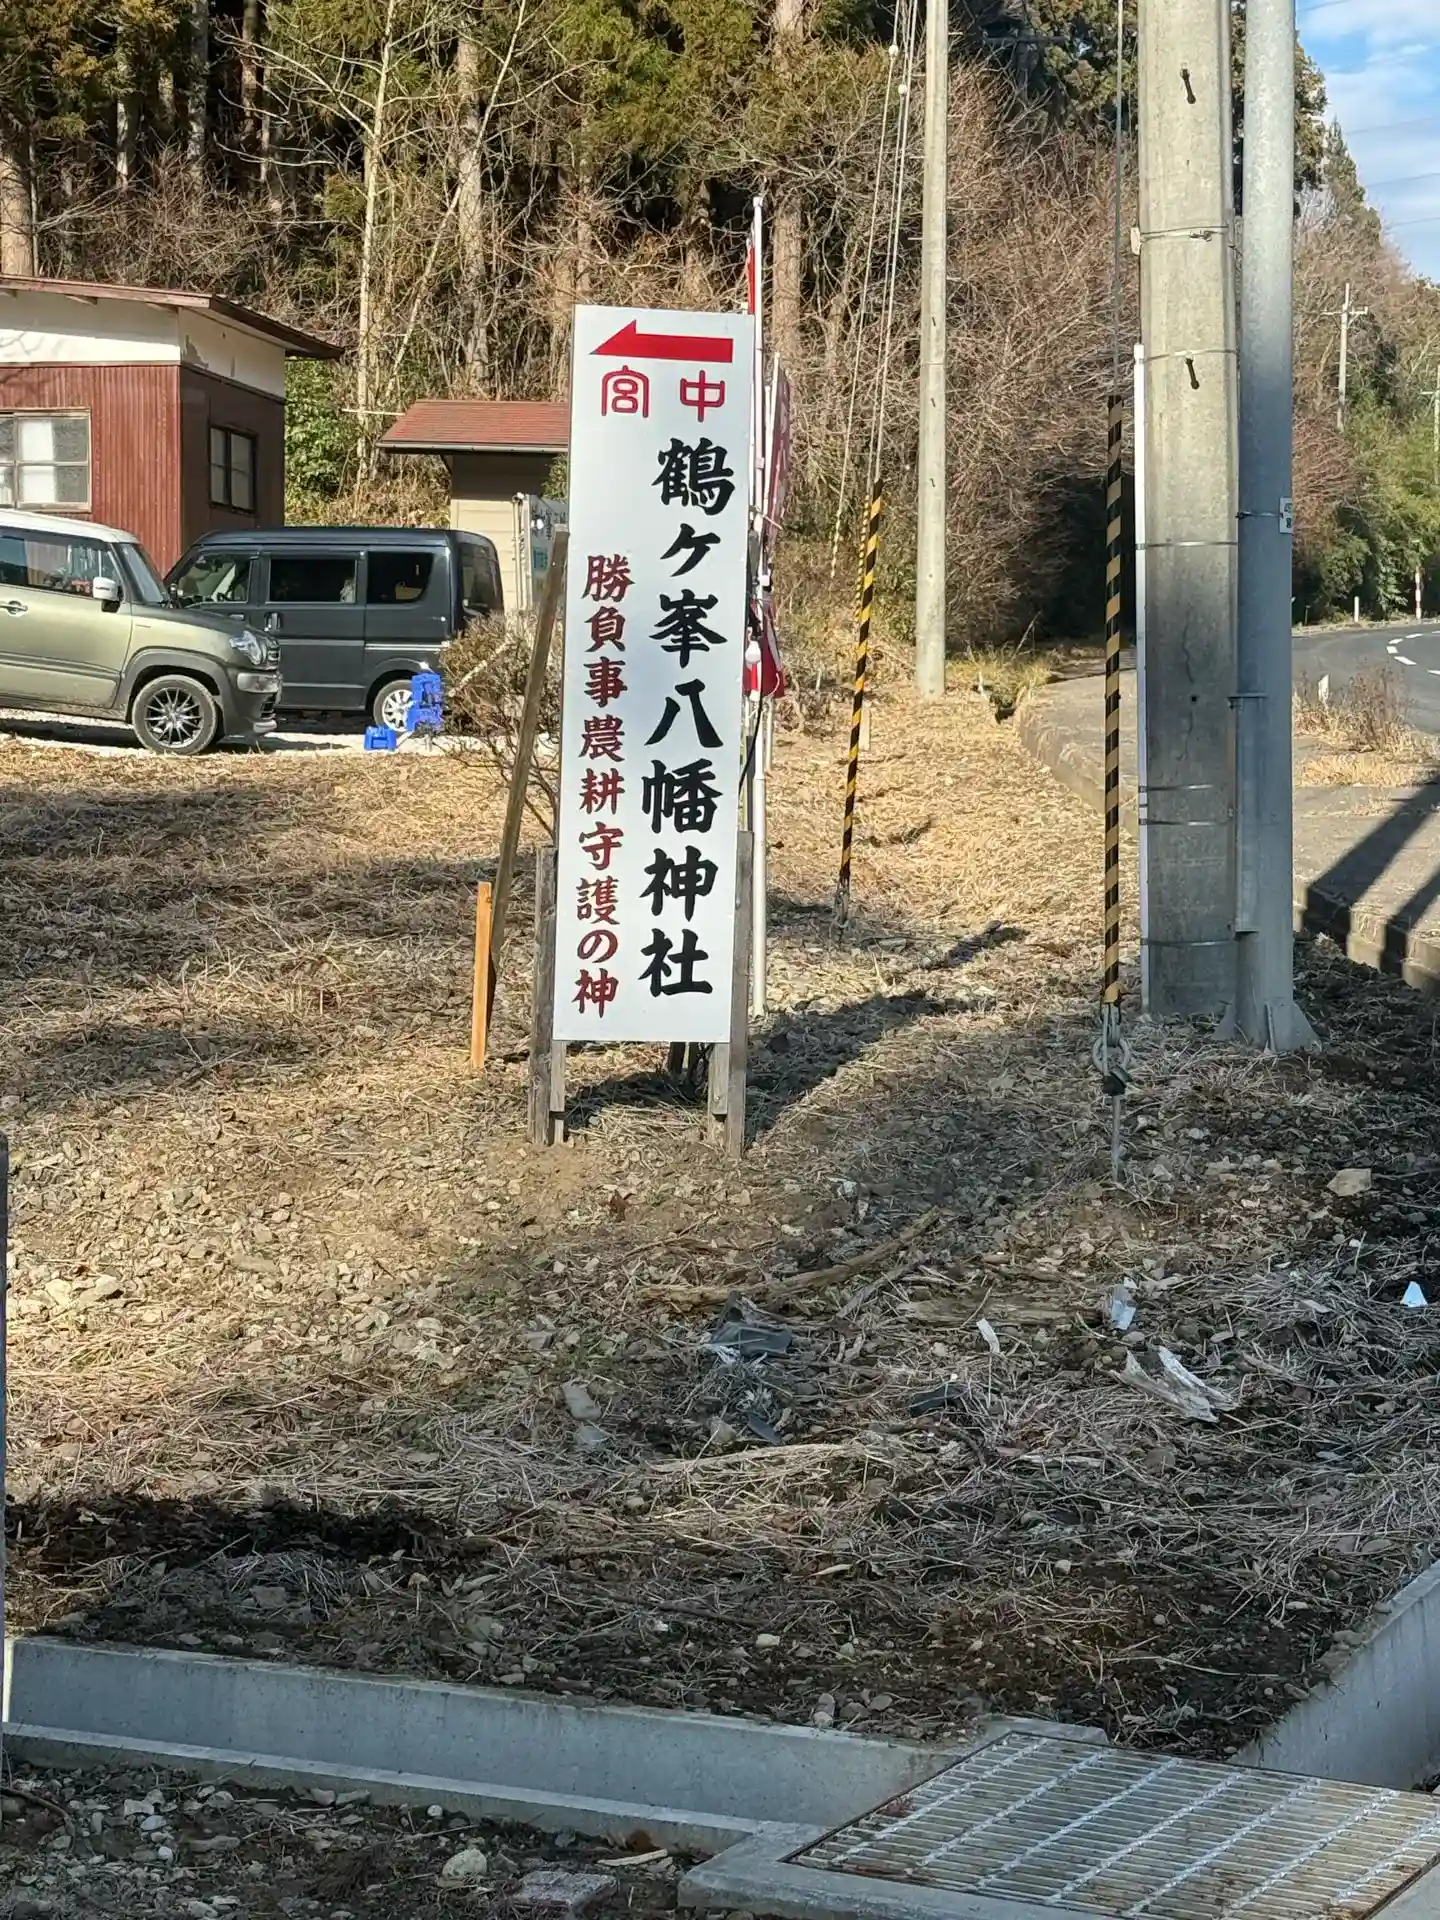 中宮
鶴ケ峯八幡神社
勝負事農耕守護の神